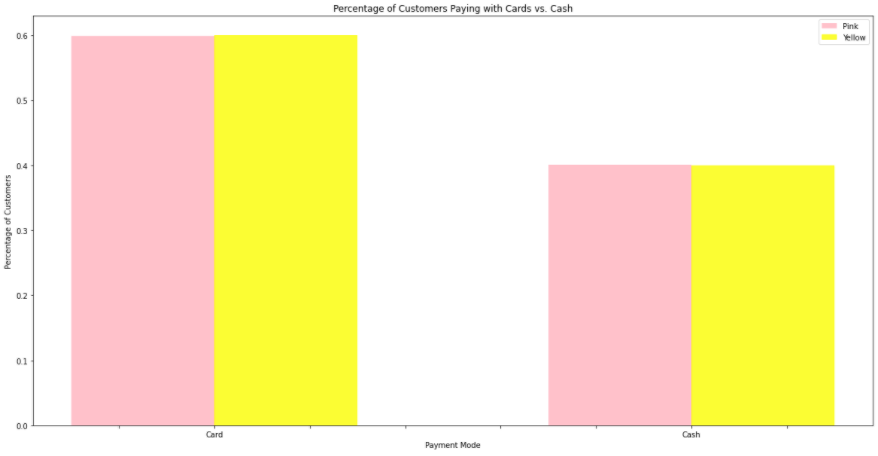 Percentage of Customers Paying with Cards vs. Cash
Pink
Yellow
0.6
0.5
0.4
0.3
0.2
0.1
0.0
Percentage of Customers
Card
Cash
Payment Mode